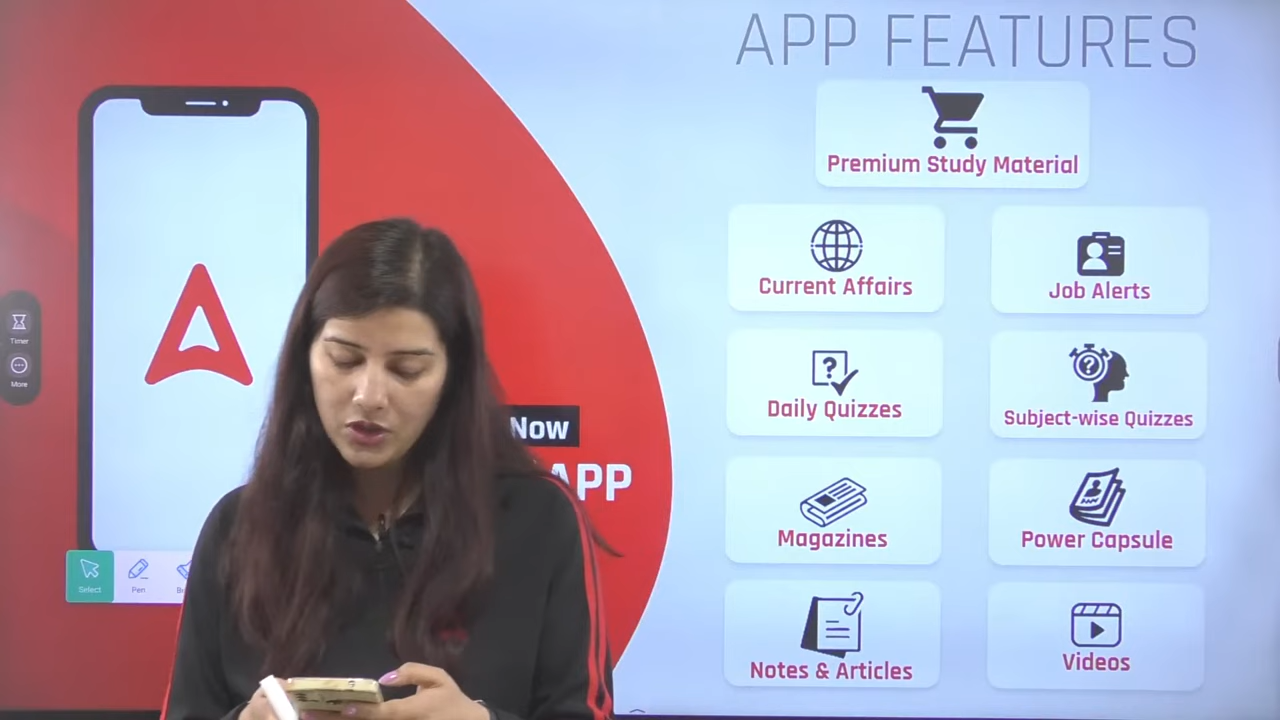 APP FEATURES
Premium Study Material
Current Affairs
Job Alerts
Daily Quizzes
Subject-wise Quizzes
Magazines
Power Capsule
Notes & Articles
Videos
Now
APP
Timer
More
Select
Pen